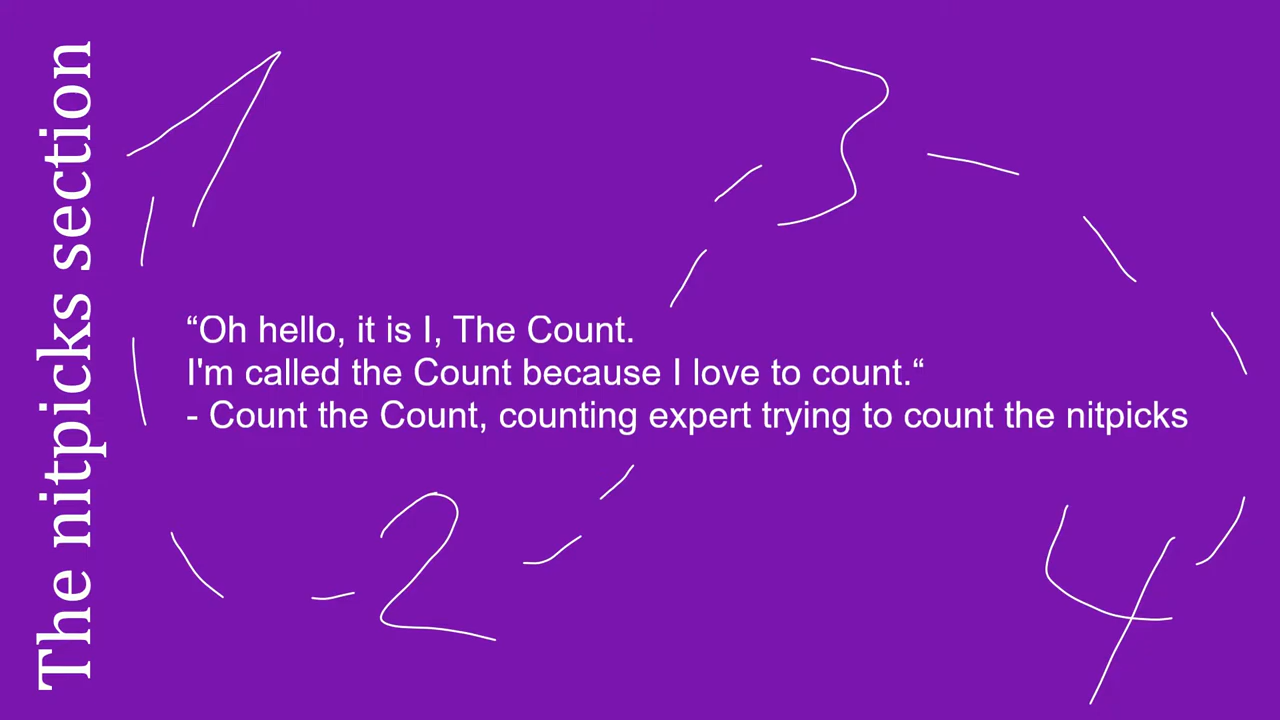 The nitpicks section
1
3
“Oh hello, it is I, The Count.
I'm called the Count because I love to count.“
- Count the Count, counting expert trying to count the nitpicks
2
4